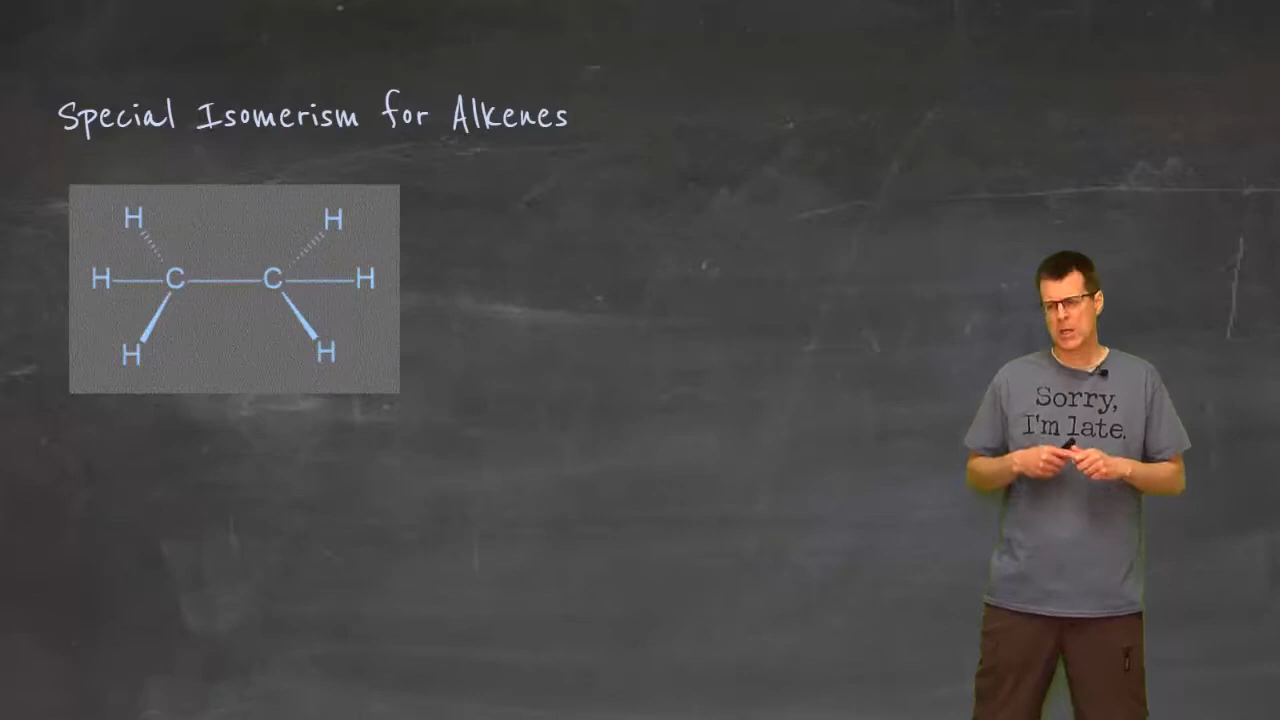 Special Isomerism for Alkenes
H H
H C C H
H H
Sorry,
I'm late.